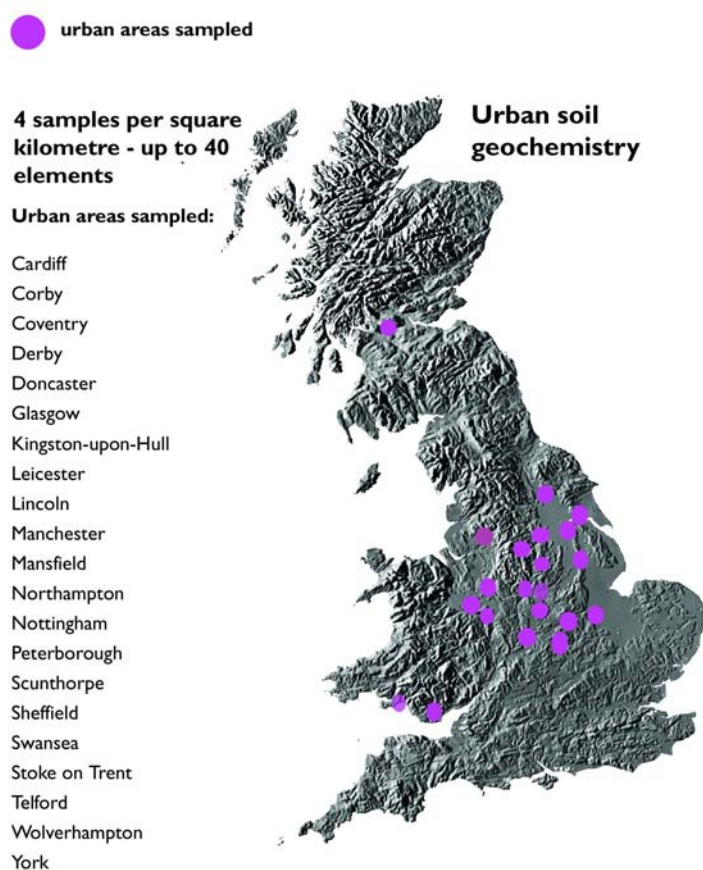 urban areas sampled
4 samples per square
kilometre - up to 40
elements
Urban soil
geochemistry
Urban areas sampled:
Cardiff
Corby
Coventry
Derby
Doncaster
Glasgow
Kingston-upon-Hull
Leicester
Lincoln
Manchester
Mansfield
Northampton
Nottingham
Peterborough
Scunthorpe
Sheffield
Swansea
Stoke on Trent
Telford
Wolverhampton
York